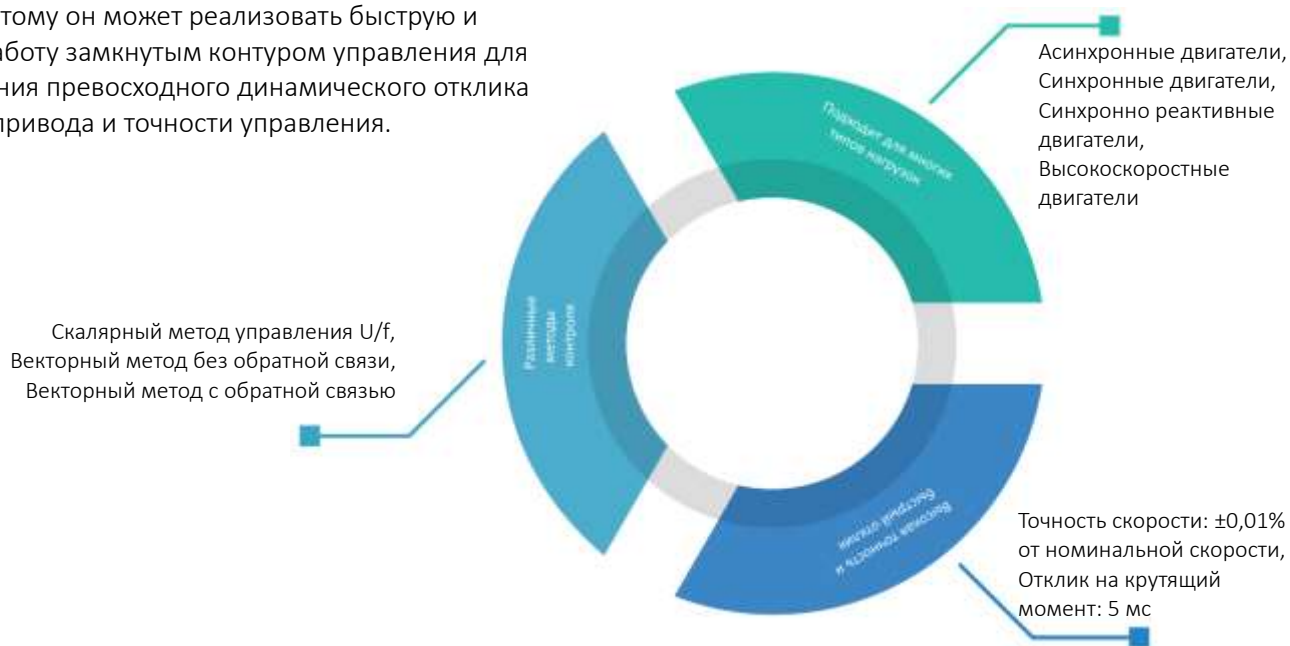 тому он может реализовать быструю и
аботу замкнутым контуром управления для
ния превосходного динамического отклика
привода и точности управления.
Асинхронные двигатели,
Синхронные двигатели,
Синхронно реактивные
двигатели,
Высокоскоростные
двигатели
Подходит для многих
типов нагрузок
Различные
методы
контроля
Скалярный метод управления U/f,
Векторный метод без обратной связи,
Векторный метод с обратной связью
Высокая точность и
быстрый отклик
Точность скорости: ±0,01%
от номинальной скорости,
Отклик на крутящий
момент: 5 мс